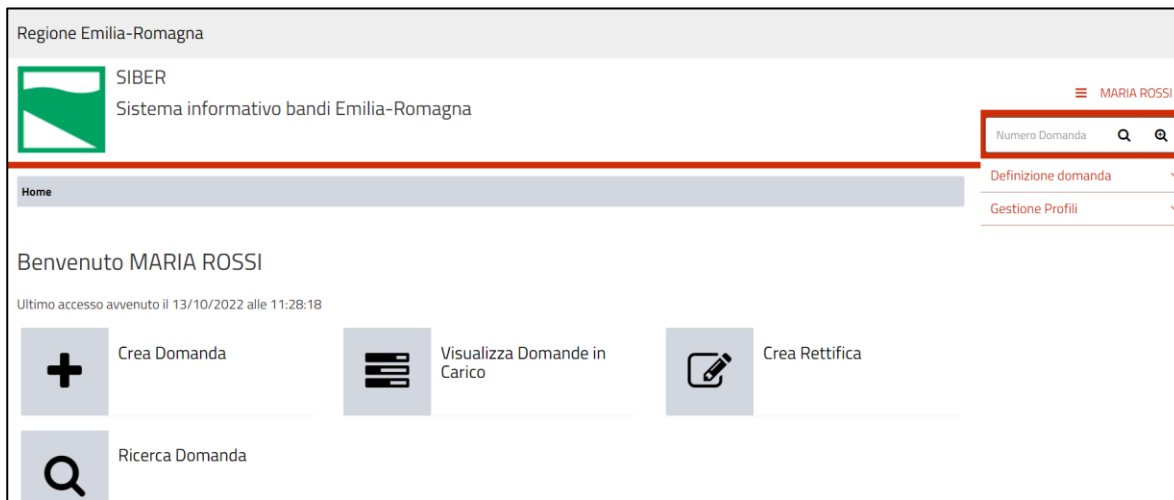 Regione Emilia-Romagna
SIBER
Sistema informativo bandi Emilia-Romagna
MARIA ROSSI
Numero Domanda
Definizione domanda
Gestione Profili
Home
Benvenuto MARIA ROSSI
Ultimo accesso avvenuto il 13/10/2022 alle 11:28:18
Crea Domanda
Visualizza Domande in
Carico
Crea Rettifica
Ricerca Domanda